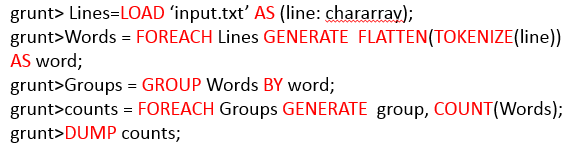 grunt> Lines=LOAD ‘input.txt’ AS (line: chararray);
grunt>Words = FOREACH Lines GENERATE  FLATTEN(TOKENIZE(line))
AS word;
grunt>Groups = GROUP Words BY word;
grunt>counts = FOREACH Groups GENERATE  group, COUNT(Words);
grunt>DUMP counts;